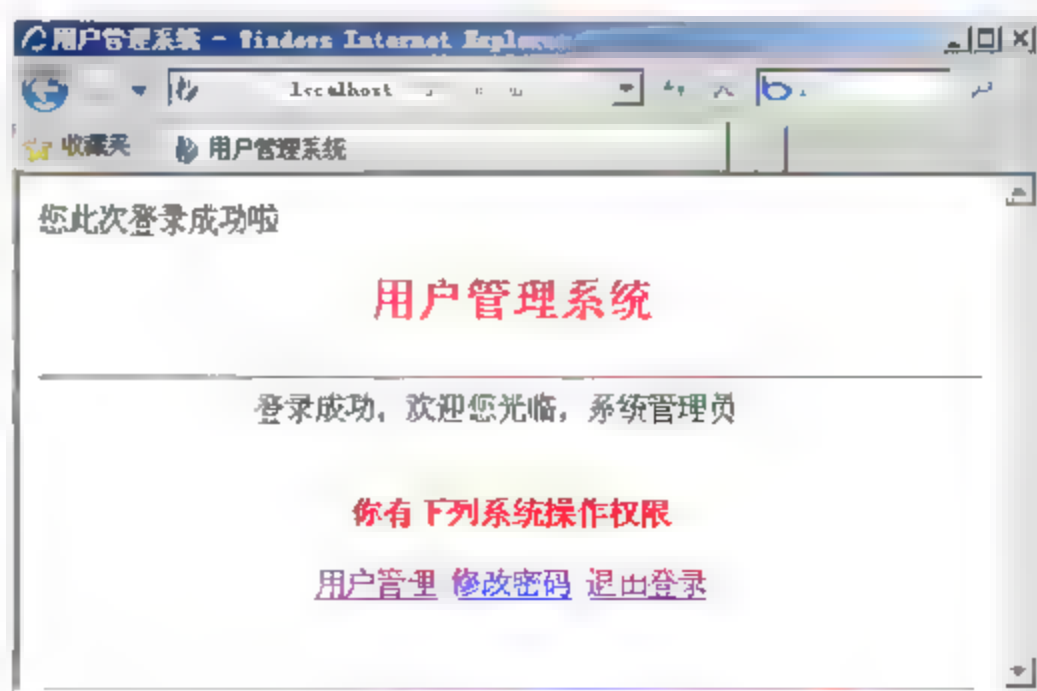 用户管理系统 - Windows Internet Explorer
localhost
收藏夹 用户管理系统
您此次登录成功啦
用户管理系统
登录成功, 欢迎您光临, 系统管理员
你有下列系统操作权限
用户管理 修改密码 退出登录